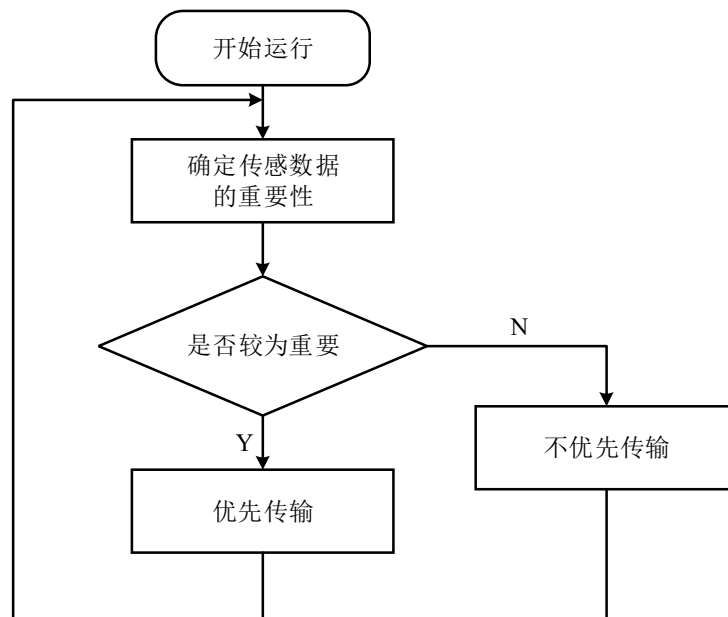 开始运行
确定传感数据
的重要性
是否较为重要
N
Y
不优先传输
优先传输